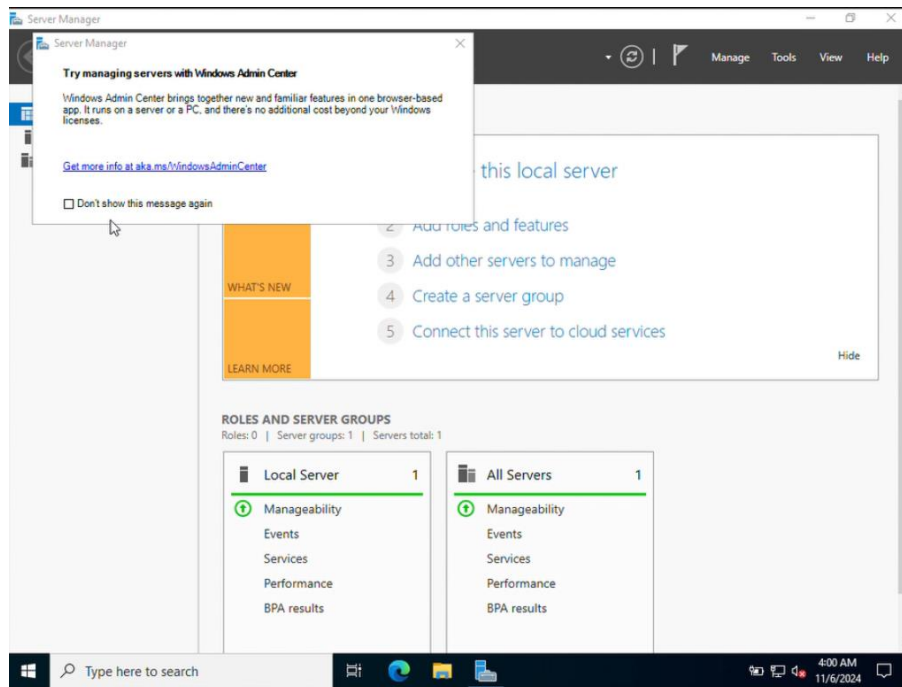 Server Manager
Server Manager
Try managing servers with Windows Admin Center
Windows Admin Center brings together new and familiar features in one browser-based
app. It runs on a server or a PC, and there's no additional cost beyond your Windows
licenses.
Get more info at aka.ms/WindowsAdminCenter
Don't show this message again
Manage Tools View Help
this local server
2 Add roles and features
3 Add other servers to manage
4 Create a server group
5 Connect this server to cloud services
WHAT'S NEW
LEARN MORE
Hide
ROLES AND SERVER GROUPS
Roles: 0 | Server groups: 1 | Servers total: 1
Local Server 1
Manageability
Events
Services
Performance
BPA results
All Servers 1
Manageability
Events
Services
Performance
BPA results
Type here to search
4:00 AM
11/6/2024